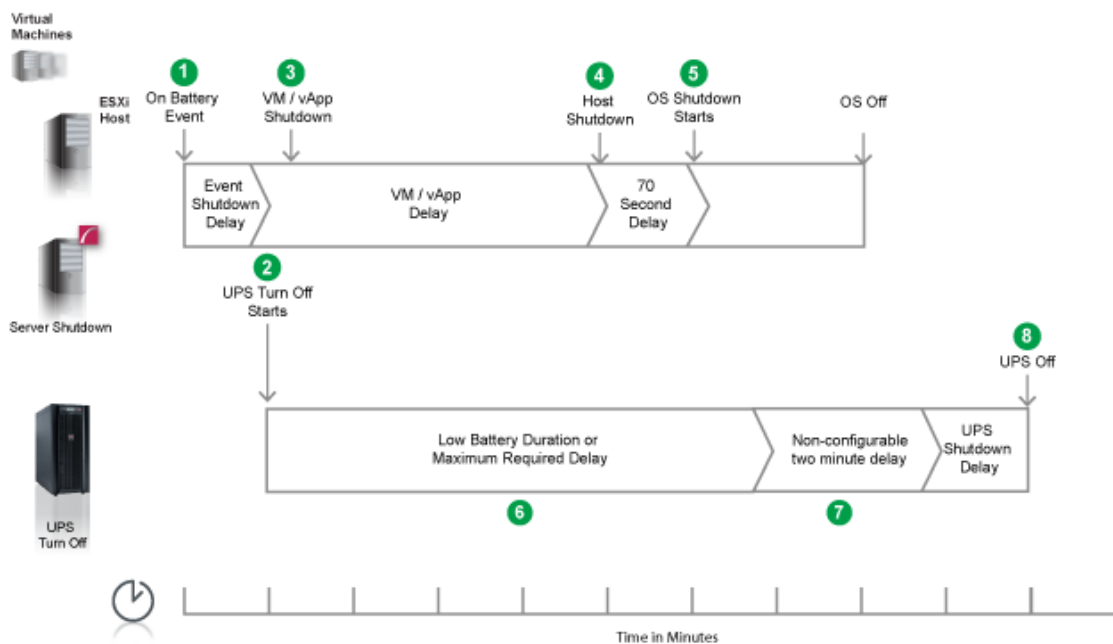 Virtual
Machines
ESXi
Host
1
On Battery
Event
3
VM / vApp
Shutdown
4
Host
Shutdown
5
OS Shutdown
Starts
OS Off
Event
Shutdown
Delay
VM / vApp
Delay
70
Second
Delay
Server Shutdown
2
UPS Turn Off
Starts
8
UPS Off
Low Battery Duration or
Maximum Required Delay
Non-configurable
two minute delay
UPS
Shutdown
Delay
6
7
UPS
Turn Off
Time in Minutes